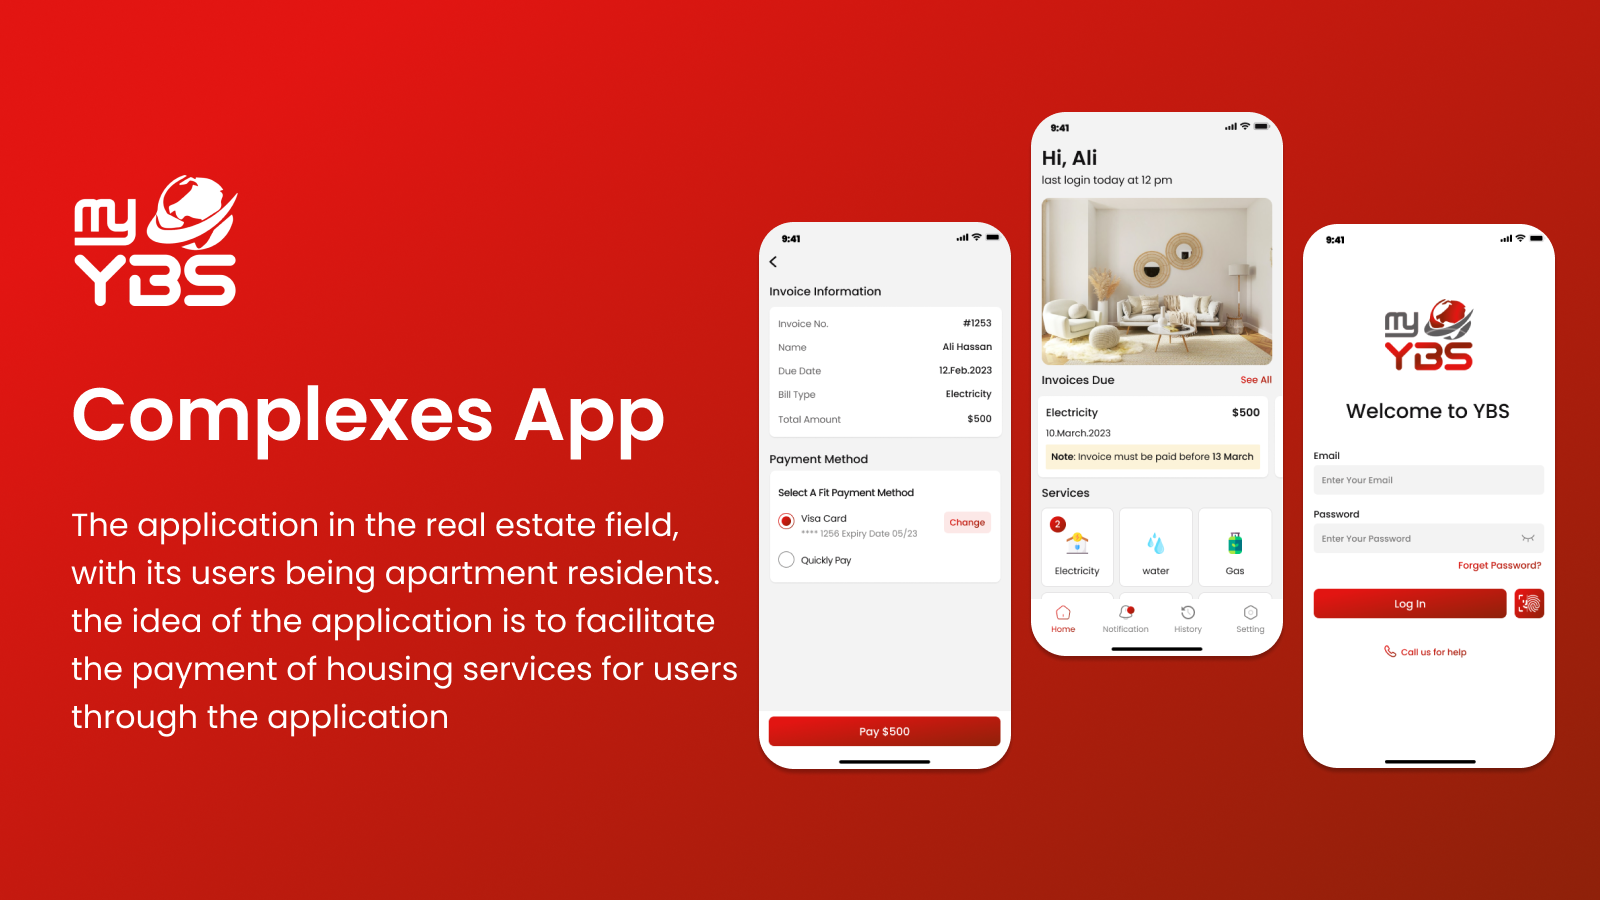 my
YBS
Complexes App
The application in the real estate field,
with its users being apartment residents.
the idea of the application is to facilitate
the payment of housing services for users
through the application
9:41
Invoice Information
Invoice No. #1253
Name Ali Hassan
Due Date 12.Feb.2023
Bill Type Electricity
Total Amount $500
Payment Method
Select A Fit Payment Method
Visa Card
**** 1256 Expiry Date 05/23
Change
Quickly Pay
Pay $500
9:41
Hi, Ali
last login today at 12 pm
Invoices Due See All
Electricity $500
10.March.2023
Note: Invoice must be paid before 13 March
Services
2
Electricity water Gas
Home Notification History Setting
9:41
my
YBS
Welcome to YBS
Email
Enter Your Email
Password
Enter Your Password
Forget Password?
Log In
Call us for help